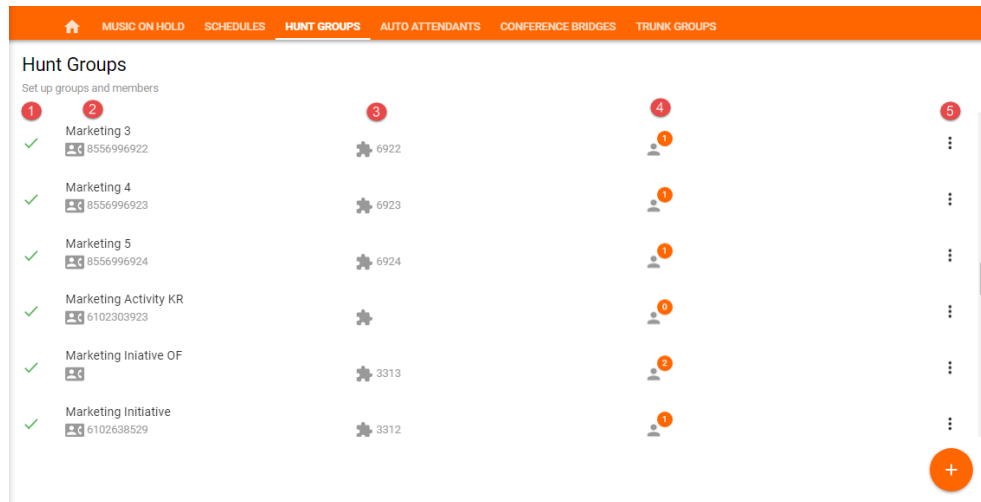 MUSIC ON HOLD SCHEDULES HUNT GROUPS AUTO ATTENDANTS CONFERENCE BRIDGES TRUNK GROUPS
Hunt Groups
Set up groups and members
1 2 3 4 5
Marketing 3
8556996922 6922 1
Marketing 4
8556996923 6923 1
Marketing 5
8556996924 6924 1
Marketing Activity KR
6102303923 0
Marketing Iniative OF
3313 2
Marketing Initiative
6102638529 3312 1
+